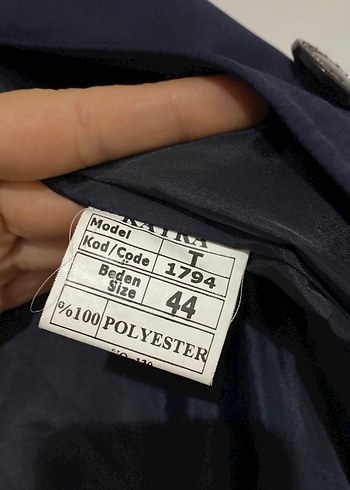 KAYRA
Model T
Kod/Code 1794
Beden
Size 44
%100 POLYESTER